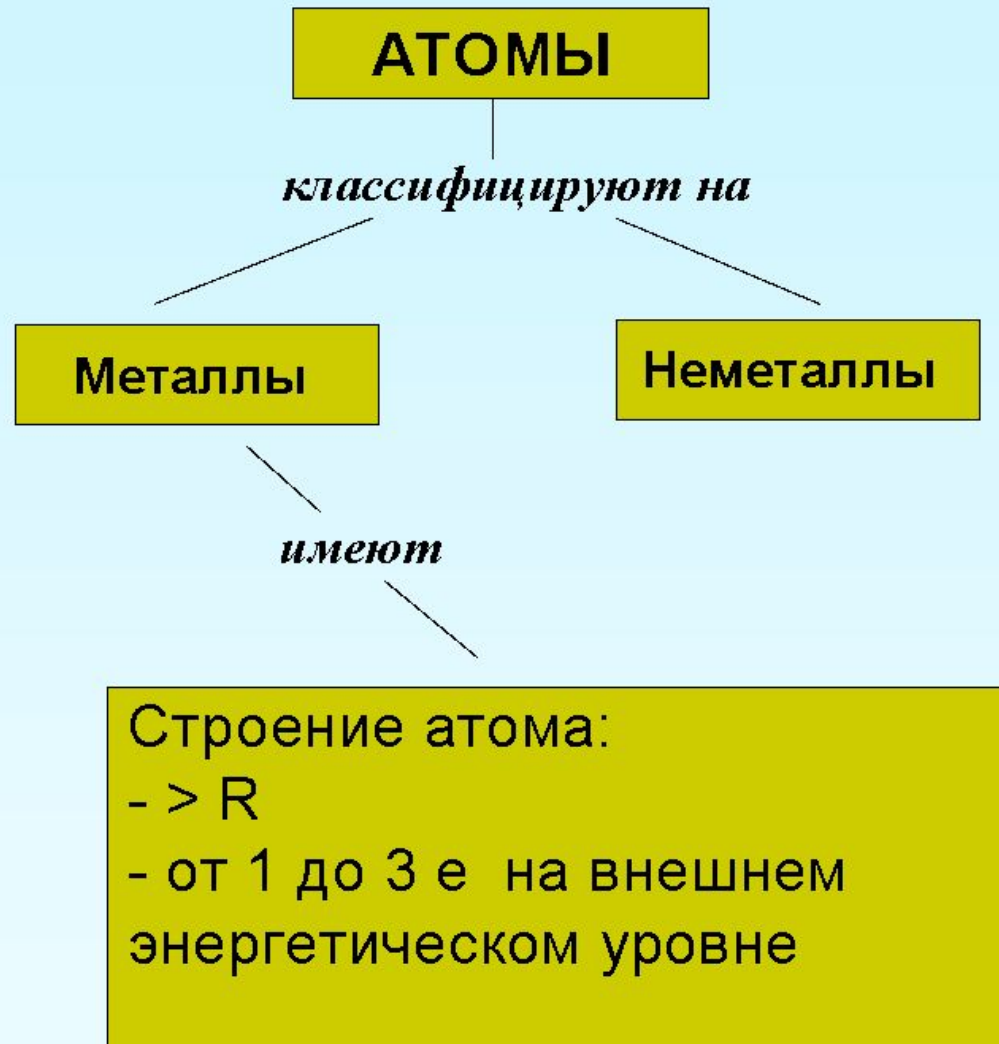 АТОМЫ
классифицируют на
Металлы
Неметаллы
имеют
Строение атома:
- > R
- от 1 до 3 е на внешнем
энергетическом уровне